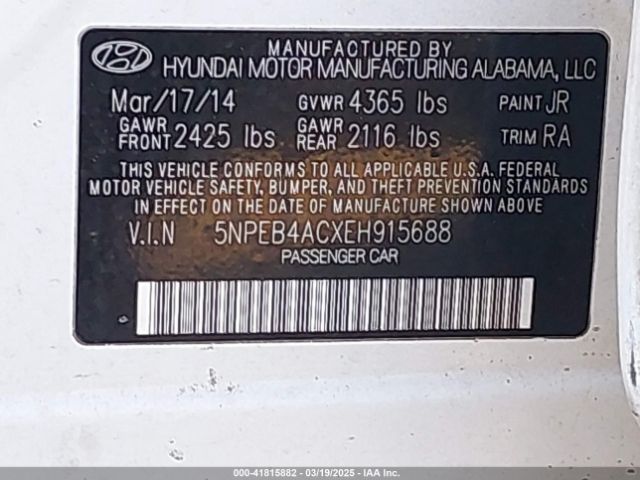 MANUFACTURED BY
HYUNDAI MOTOR MANUFACTURING ALABAMA, LLC
Mar/17/14 GVWR 4365 lbs PAINT JR
GAWR FRONT 2425 lbs GAWR REAR 2116 lbs TRIM RA
THIS VEHICLE CONFORMS TO ALL APPLICABLE U.S.A. FEDERAL
MOTOR VEHICLE SAFETY, BUMPER, AND THEFT PREVENTION STANDARDS
IN EFFECT ON THE DATE OF MANUFACTURE SHOWN ABOVE.
V.I.N 5NPEB4ACXEH915688
PASSENGER CAR
000-41815882 | 03/19/2025 - IAA Inc.